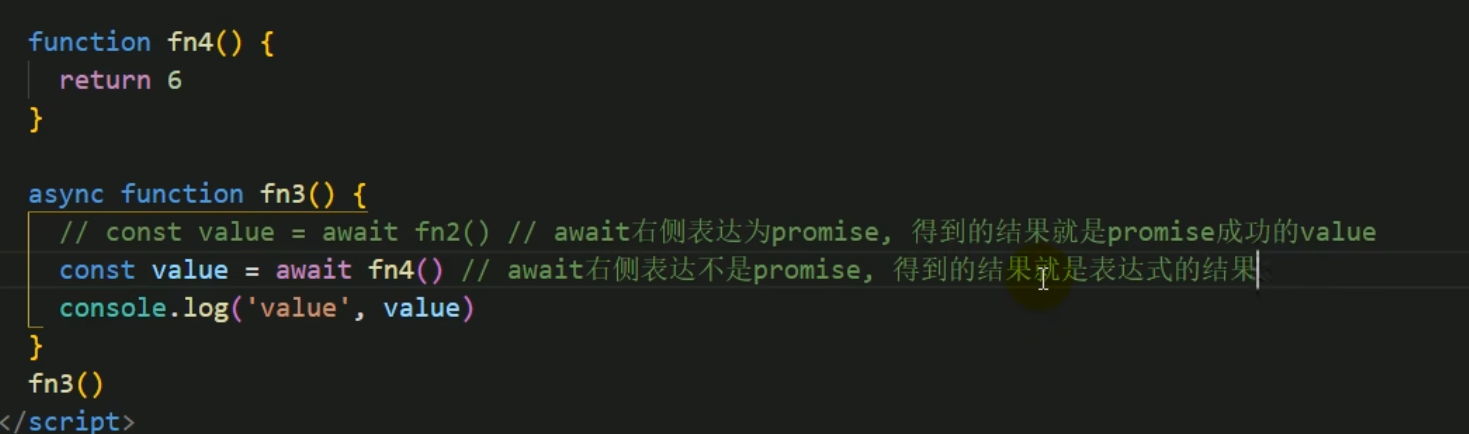 function fn4() {
return 6
}
async function fn3() {
// const value = await fn2() // await右侧表达为promise, 得到的结果就是promise成功的value
const value = await fn4() // await右侧表达不是promise, 得到的结果就是表达式的结果
console.log('value', value)
}
fn3()
</script>